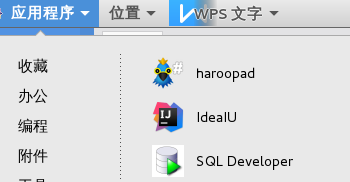 应用程序 位置 WPS 文字
收藏
办公
编程
附件
haroopad
IdeaIU
SQL Developer